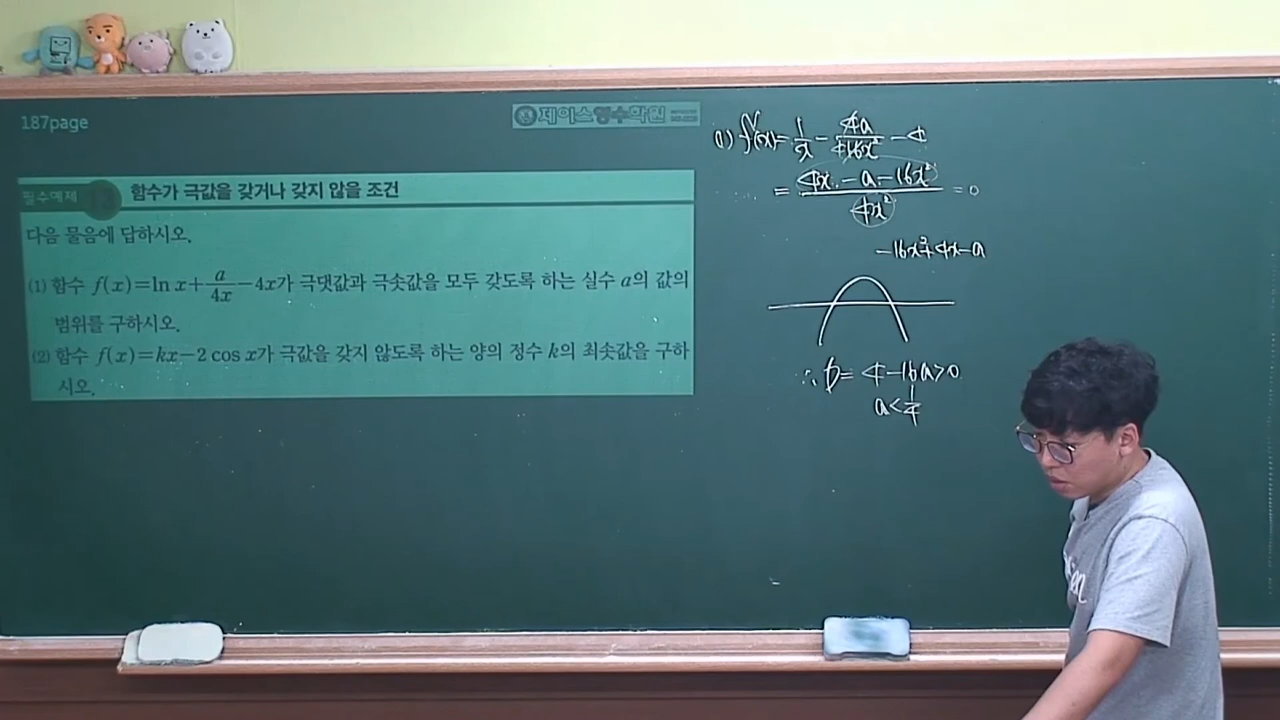 187page
제이스영수학원
필수예제 12 함수가 극값을 갖거나 갖지 않을 조건
다음 물음에 답하시오.
(1) 함수 f(x)=ln x+a/4x-4x가 극댓값과 극솟값을 모두 갖도록 하는 실수 a의 값의
범위를 구하시오.
(2) 함수 f(x)=kx-2 cos x가 극값을 갖지 않도록 하는 양의 정수 k의 최솟값을 구하
시오.
(1) f'(x)=1/x - 4a/16x² - 4
= (4x - a - 16x²)/4x² = 0
-16x²+4x-a
∴ D = 4-16a>0
a<1/4